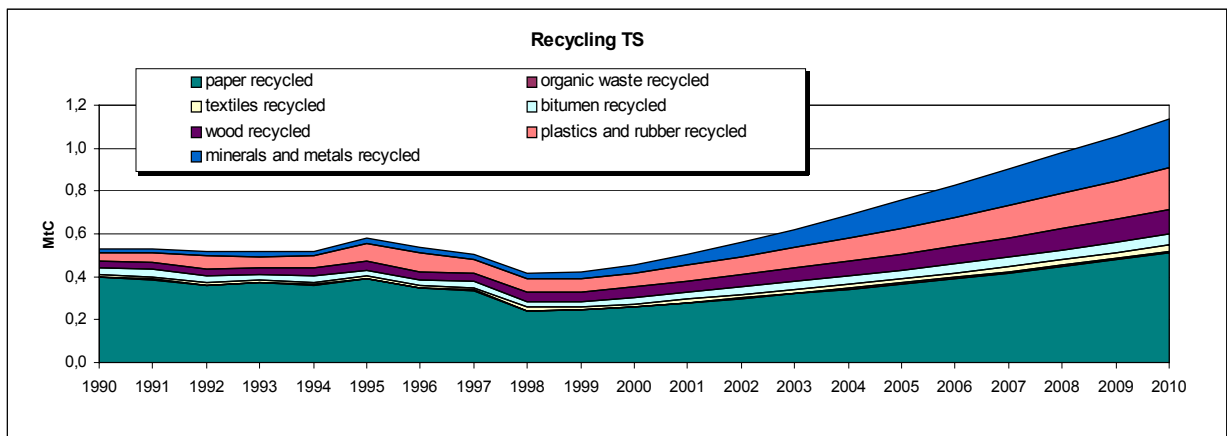 Recycling TS
paper recycled
organic waste recycled
textiles recycled
bitumen recycled
wood recycled
plastics and rubber recycled
minerals and metals recycled
MtC
1,2
1,0
0,8
0,6
0,4
0,2
0,0
1990 1991 1992 1993 1994 1995 1996 1997 1998 1999 2000 2001 2002 2003 2004 2005 2006 2007 2008 2009 2010